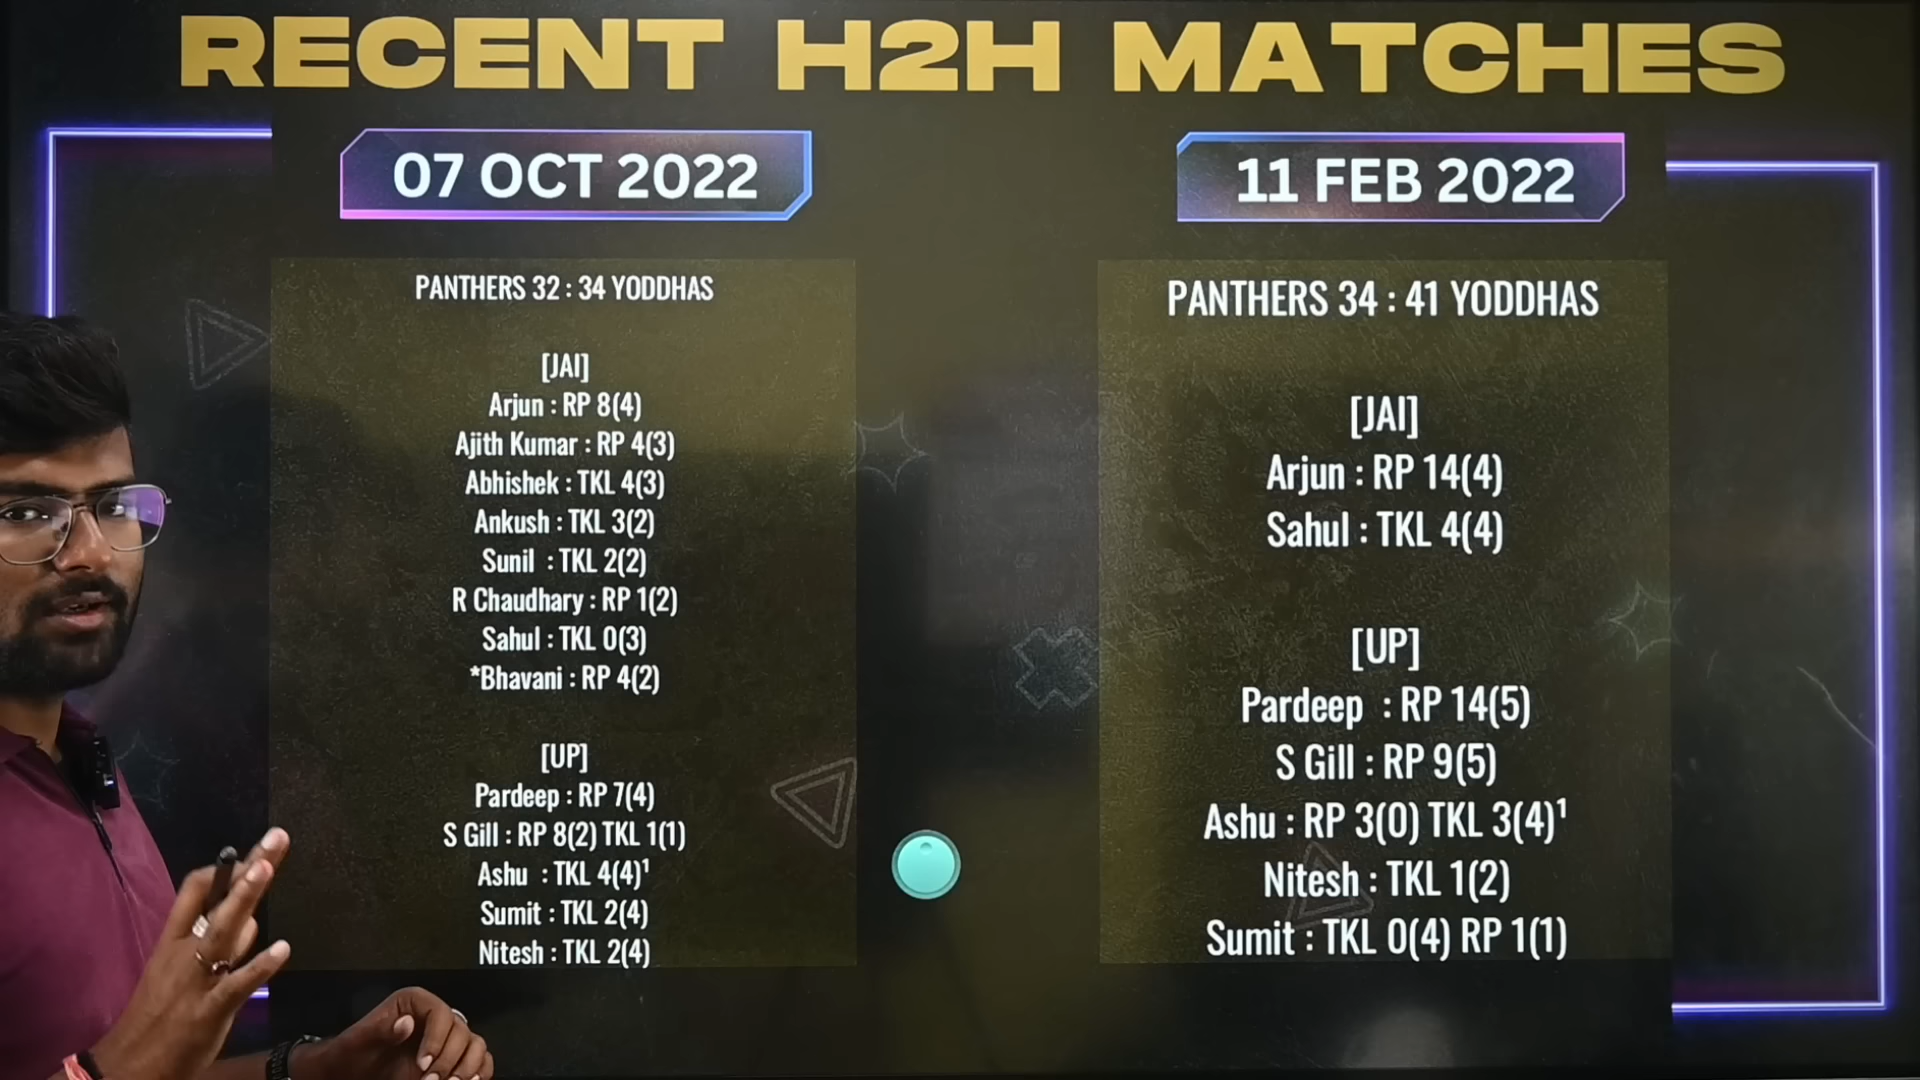 RECENT H2H MATCHES
07 OCT 2022
PANTHERS 32 : 34 YODDHAS
[JAI]
Arjun : RP 8(4)
Ajith Kumar : RP 4(3)
Abhishek : TKL 4(3)
Ankush : TKL 3(2)
Sunil : TKL 2(2)
R Chaudhary : RP 1(2)
Sahul : TKL 0(3)
*Bhavani : RP 4(2)
[UP]
Pardeep : RP 7(4)
S Gill : RP 8(2) TKL 1(1)
Ashu : TKL 4(4)¹
Sumit : TKL 2(4)
Nitesh : TKL 2(4)
11 FEB 2022
PANTHERS 34 : 41 YODDHAS
[JAI]
Arjun : RP 14(4)
Sahul : TKL 4(4)
[UP]
Pardeep : RP 14(5)
S Gill : RP 9(5)
Ashu : RP 3(0) TKL 3(4)¹
Nitesh : TKL 1(2)
Sumit : TKL 0(4) RP 1(1)